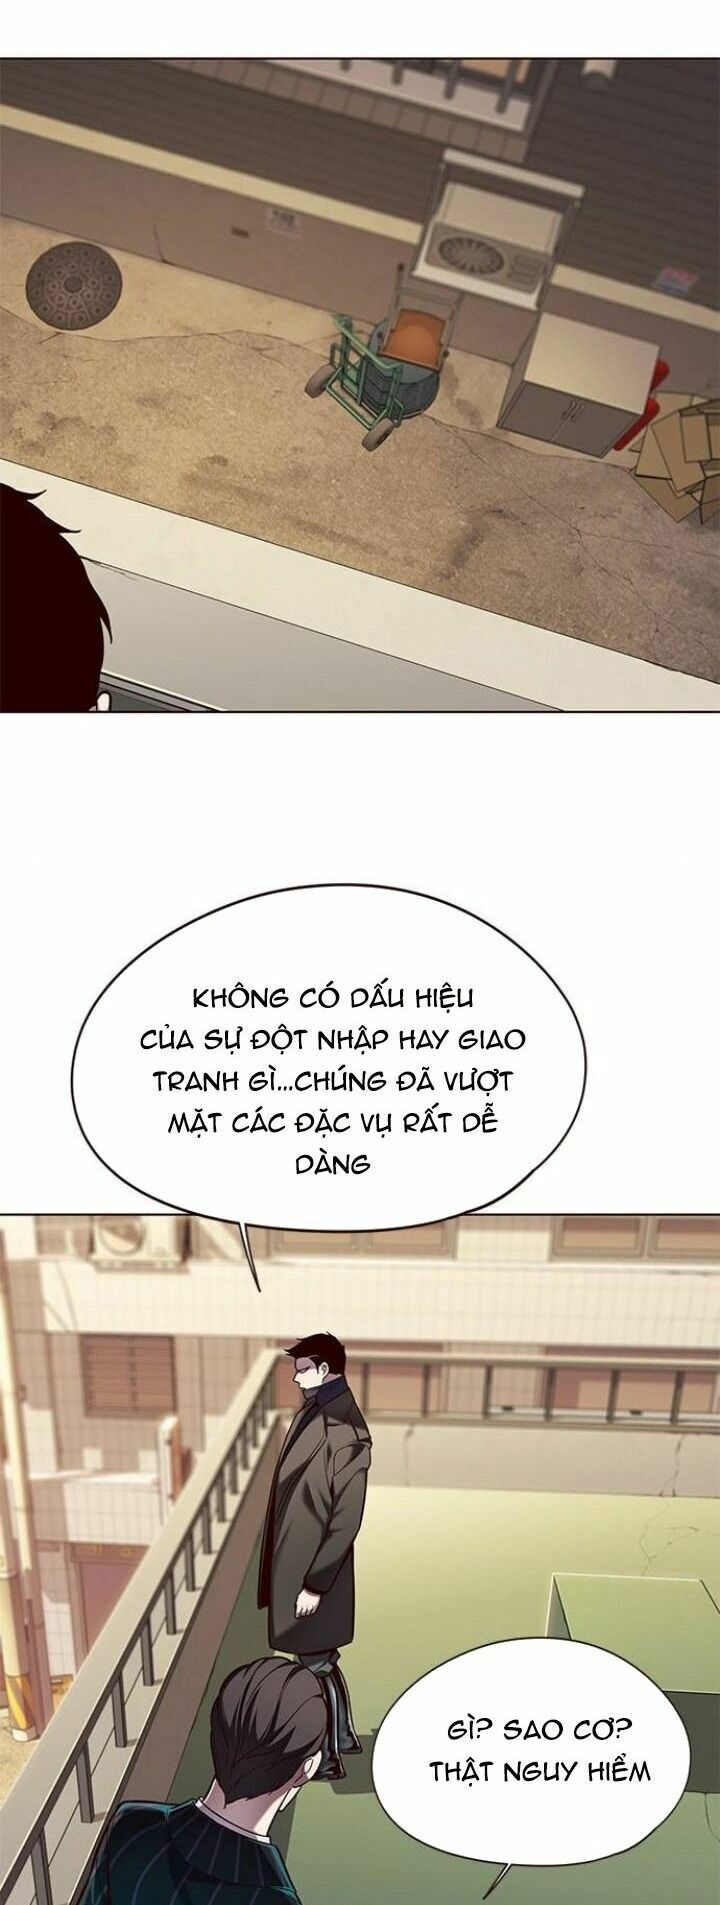 KHÔNG CÓ DẤU HIỆU
CỦA SỰ ĐỘT NHẬP HAY GIAO
TRANH GÌ...CHÚNG ĐÃ VƯỢT
MẶT CÁC ĐẶC VỤ RẤT DỄ
DÀNG
GÌ? SAO CƠ?
THẬT NGUY HIỂM